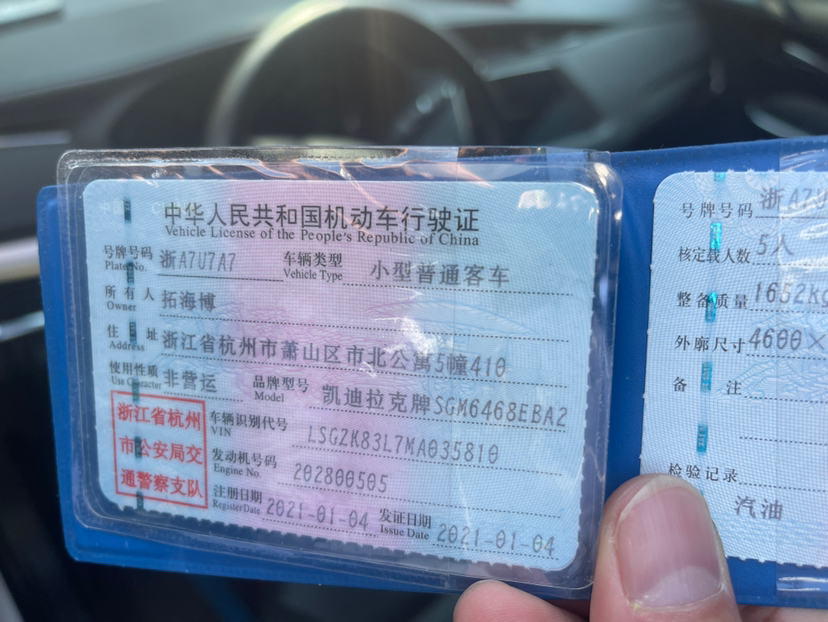 中华人民共和国机动车行驶证
Vehicle License of the People's Republic of China
号牌号码 浙A7U7A7 车辆类型 小型普通客车
Plate No. Vehicle Type
所有人 拓海博
Owner
住址 浙江省杭州市萧山区市北公寓5幢410
Address
使用性质 非营运 品牌型号 凯迪拉克牌SGM6468EBA2
Use Character Model
浙江省杭州
市公安局交
通警察支队
车辆识别代号 LSGZK83L7MA035810
VIN
发动机号码 202800505
Engine No.
注册日期 2021-01-04 发证日期 2021-01-04
Register Date Issue Date
号牌号码 浙A7U
核定载人数 5人
整备质量 1652kg
外廓尺寸 4600×
备注
检验记录
汽油